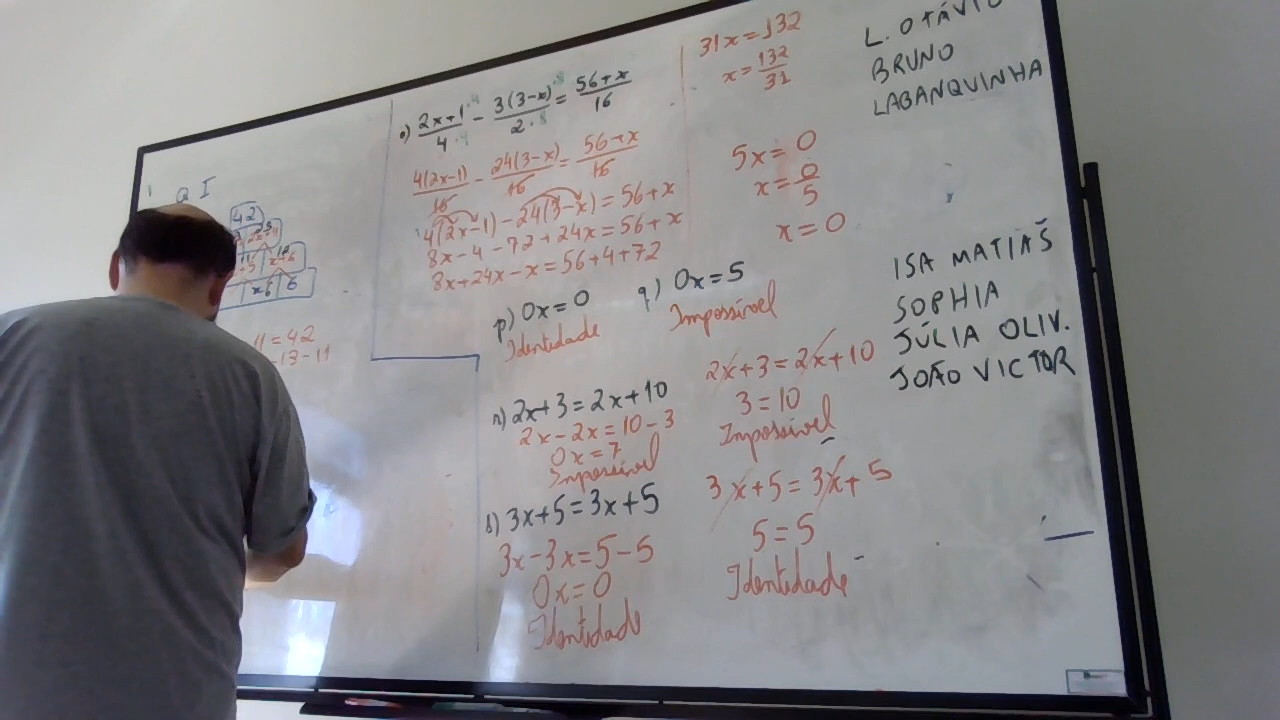 Q I
42
x6 | 6
11 = 42
-13-11
o) (2x+1)/4 - 3(3-x)/2 = (56+x)/16
4(2x-1)/16 - 24(3-x)/16 = (56+x)/16
4(2x-1) - 24(3-x) = 56+x
8x-4-72+24x = 56+x
8x+24x-x = 56+4+72
31x = 132
x = 132/31
5x = 0
x = 0/5
x = 0
p) 0x = 0
Identidade
q) 0x = 5
Impossível
r) 2x+3 = 2x+10
2x-2x = 10-3
0x = 7
Impossível
2x+3 = 2x+10
3 = 10
Impossível
s) 3x+5 = 3x+5
3x-3x = 5-5
0x = 0
Identidade
3x+5 = 3x+5
5 = 5
Identidade
L. OTÁVIO
BRUNO
LABANQUINHA
ISA MATIAS
SOPHIA
JÚLIA OLIV.
JOÃO VICTOR